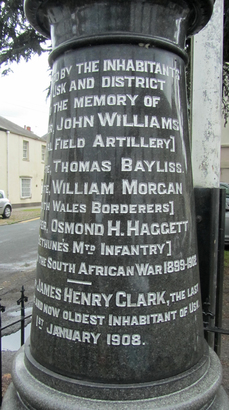 BY THE INHABITANTS
USK AND DISTRICT
THE MEMORY OF
JOHN WILLIAMS
FIELD ARTILLERY]
THOMAS BAYLISS.
WILLIAM MORGAN
WALES BORDERERS]
OSMOND H. HAGGETT
MTD INFANTRY]
THE SOUTH AFRICAN WAR 1899-1902.
JAMES HENRY CLARK, THE LAST
AND NOW OLDEST INHABITANT OF USK
1ST JANUARY 1908.